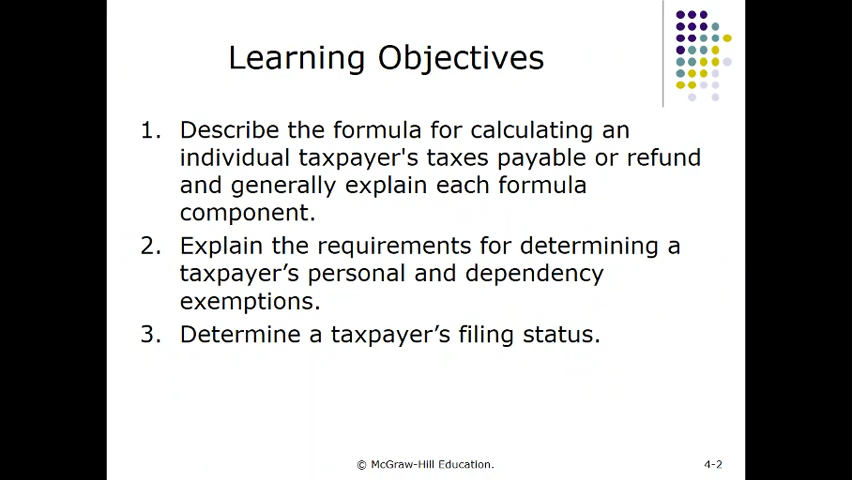 Learning Objectives
1. Describe the formula for calculating an
individual taxpayer's taxes payable or refund
and generally explain each formula
component.
2. Explain the requirements for determining a
taxpayer’s personal and dependency
exemptions.
3. Determine a taxpayer’s filing status.
© McGraw-Hill Education.
4-2